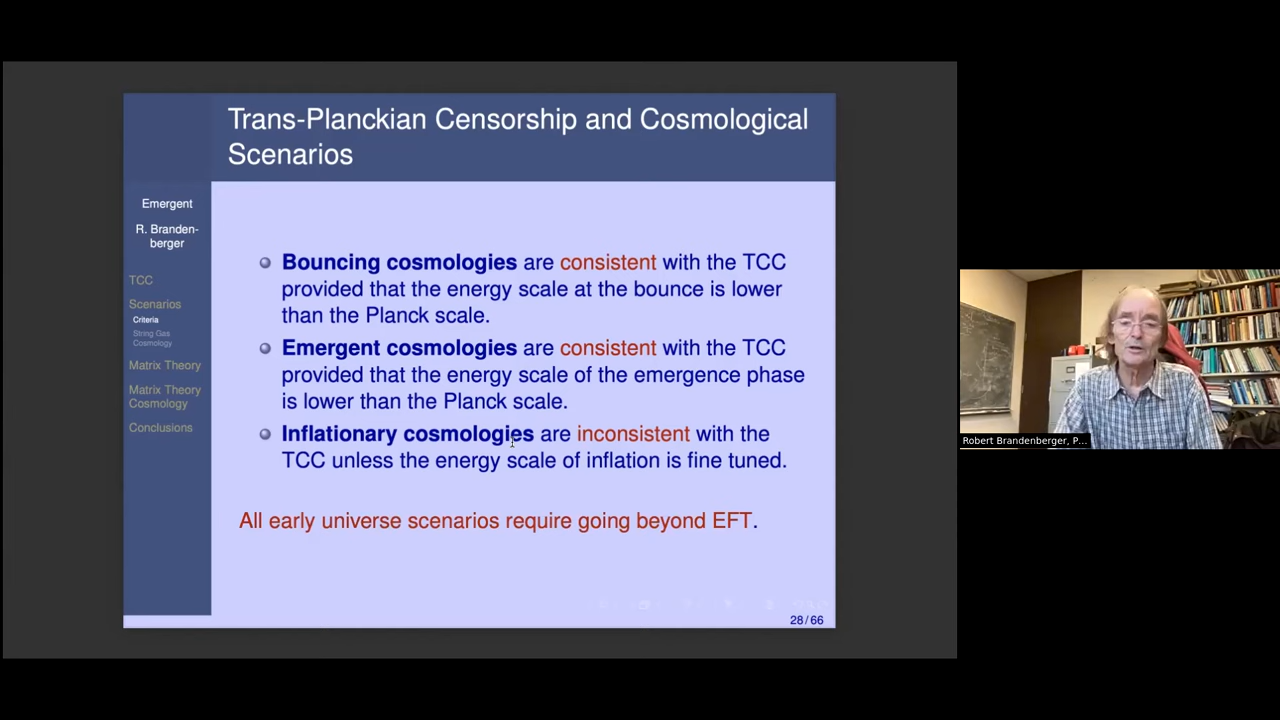 Trans-Planckian Censorship and Cosmological
Scenarios
Emergent
R. Branden-
berger
TCC
Scenarios
Criteria
String Gas
Cosmology
Matrix Theory
Matrix Theory
Cosmology
Conclusions
Bouncing cosmologies are consistent with the TCC
provided that the energy scale at the bounce is lower
than the Planck scale.
Emergent cosmologies are consistent with the TCC
provided that the energy scale of the emergence phase
is lower than the Planck scale.
Inflationary cosmologies are inconsistent with the
TCC unless the energy scale of inflation is fine tuned.
All early universe scenarios require going beyond EFT.
28/66
Robert Brandenberger, P...